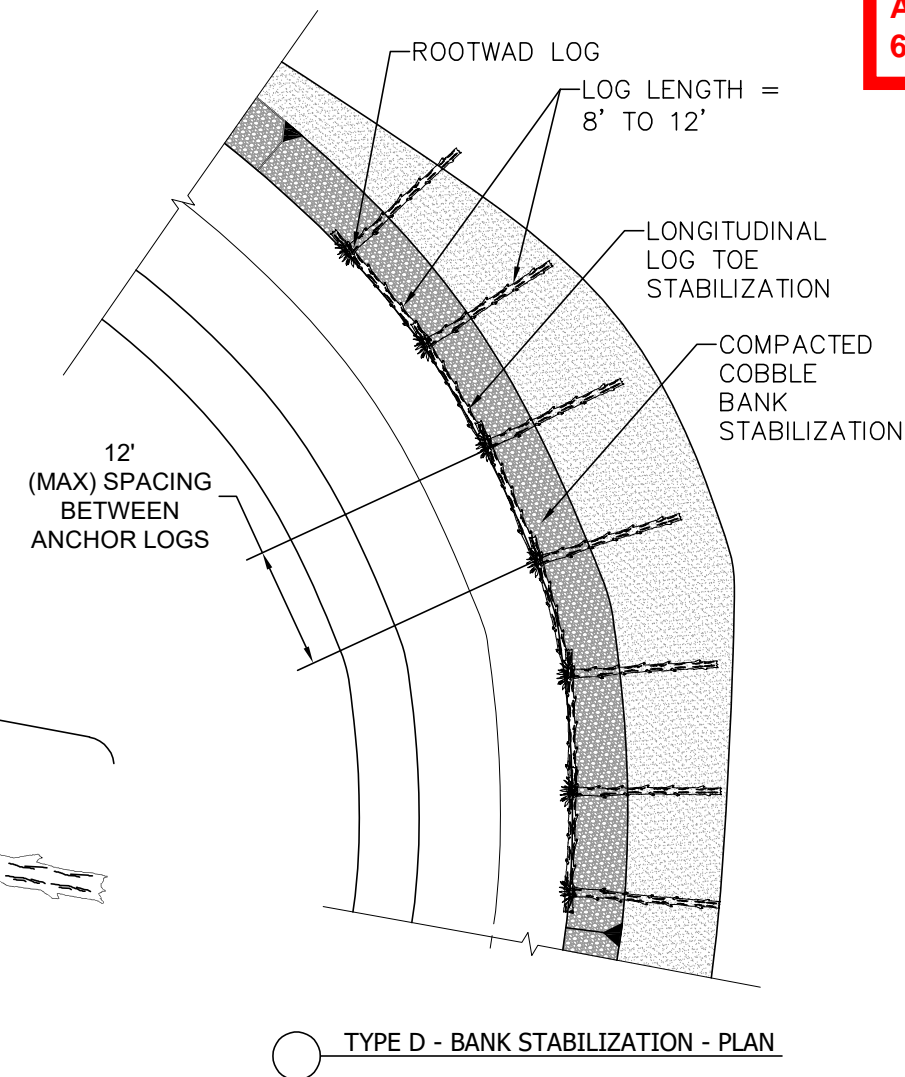 A
6
ROOTWAD LOG
LOG LENGTH =
8' TO 12'
LONGITUDINAL
LOG TOE
STABILIZATION
COMPACTED
COBBLE
BANK
STABILIZATION
12'
(MAX) SPACING
BETWEEN
ANCHOR LOGS
TYPE D - BANK STABILIZATION - PLAN